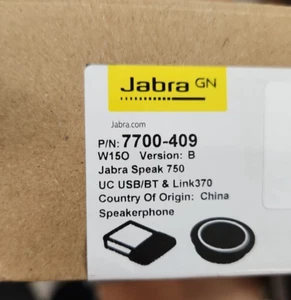 Jabra GN
Jabra.com
P/N: 7700-409
W15O Version: B
Jabra Speak 750
UC USB/BT & Link370
Country Of Origin: China
Speakerphone